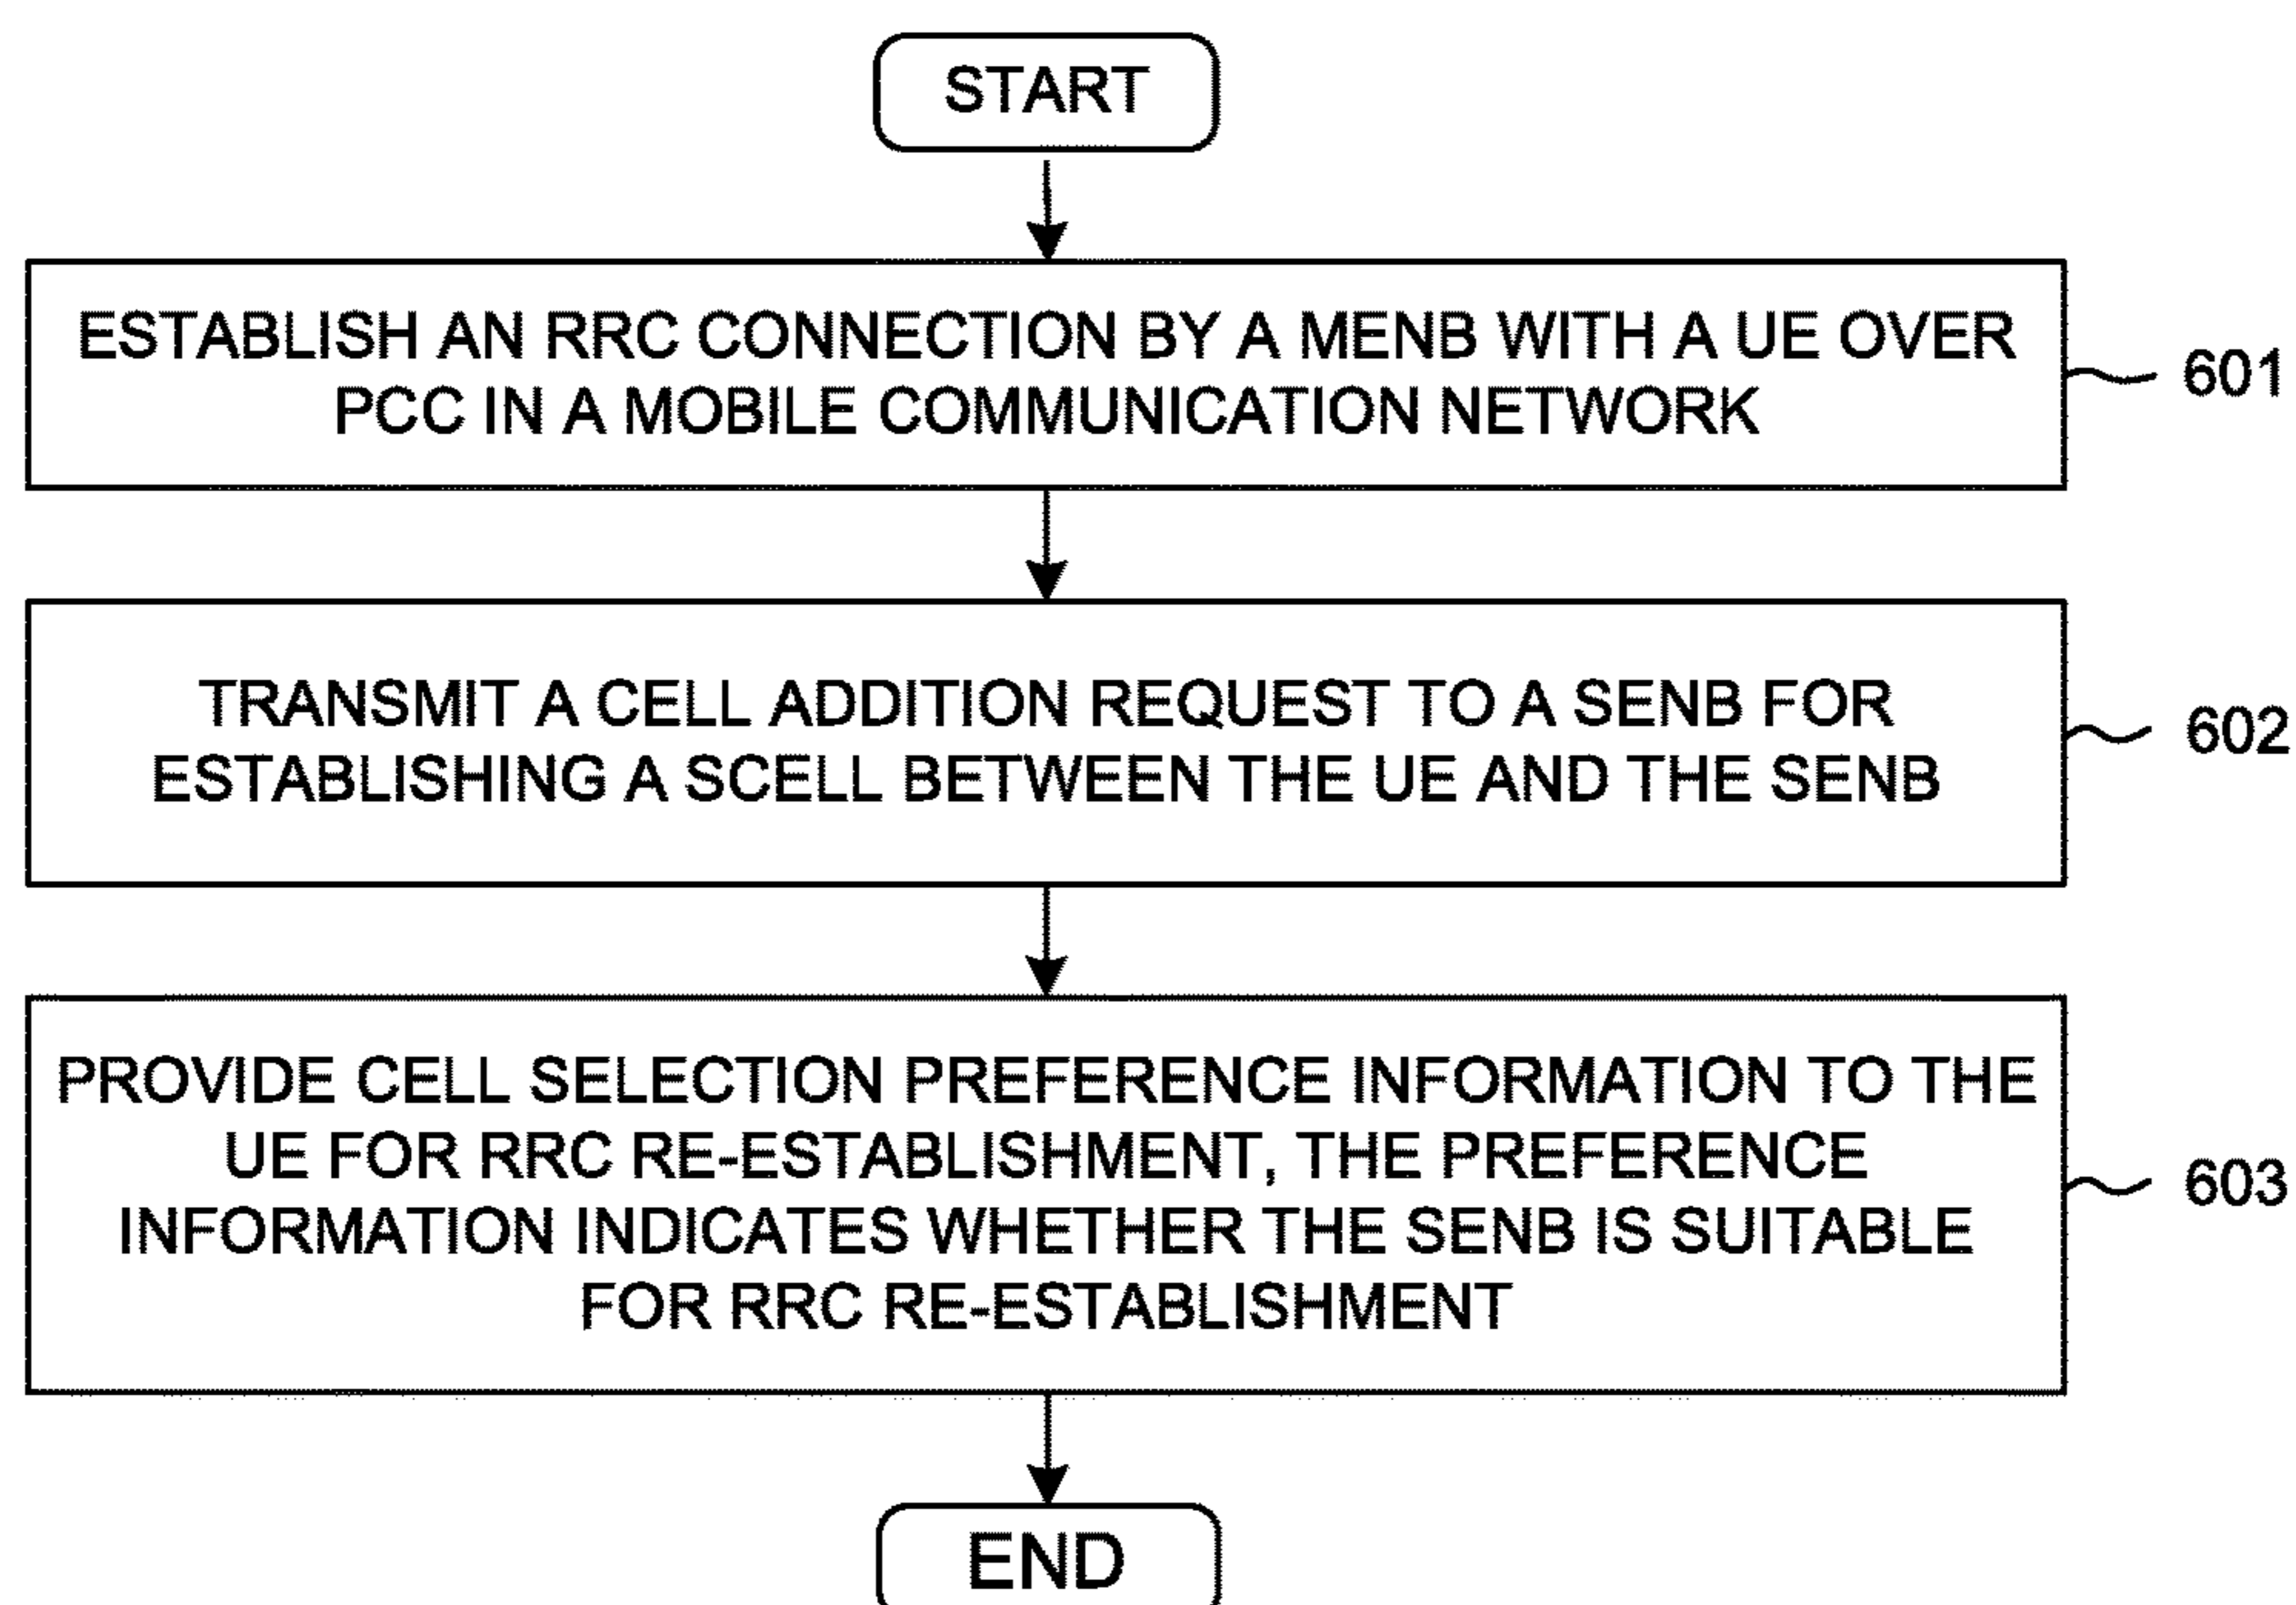 START
ESTABLISH AN RRC CONNECTION BY A MENB WITH A UE OVER
PCC IN A MOBILE COMMUNICATION NETWORK
601
TRANSMIT A CELL ADDITION REQUEST TO A SENB FOR
ESTABLISHING A SCELL BETWEEN THE UE AND THE SENB
602
PROVIDE CELL SELECTION PREFERENCE INFORMATION TO THE
UE FOR RRC RE-ESTABLISHMENT, THE PREFERENCE
INFORMATION INDICATES WHETHER THE SENB IS SUITABLE
FOR RRC RE-ESTABLISHMENT
603
END